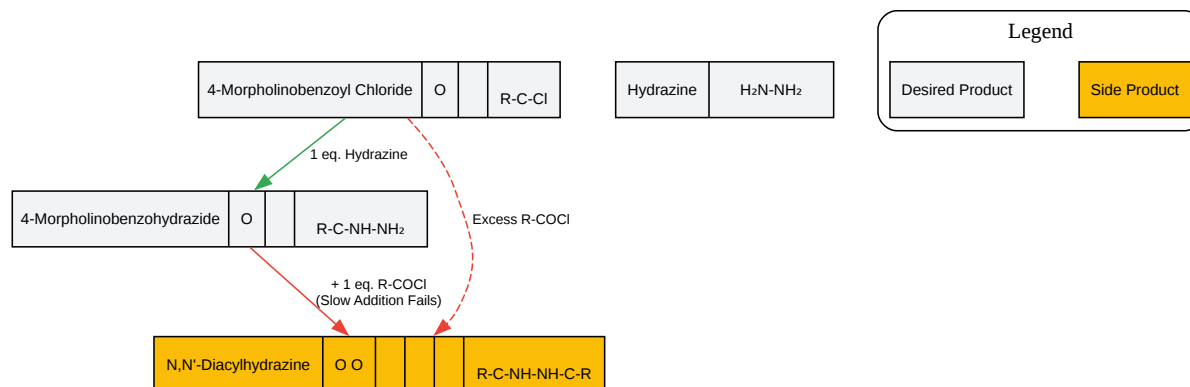 Legend
4-Morpholinobenzoyl Chloride O R-C-Cl
Hydrazine H₂N-NH₂
Desired Product
Side Product
1 eq. Hydrazine
4-Morpholinobenzohydrazide O R-C-NH-NH₂
Excess R-COCl
+ 1 eq. R-COCl
(Slow Addition Fails)
N,N'-Diacylhydrazine O O R-C-NH-NH-C-R